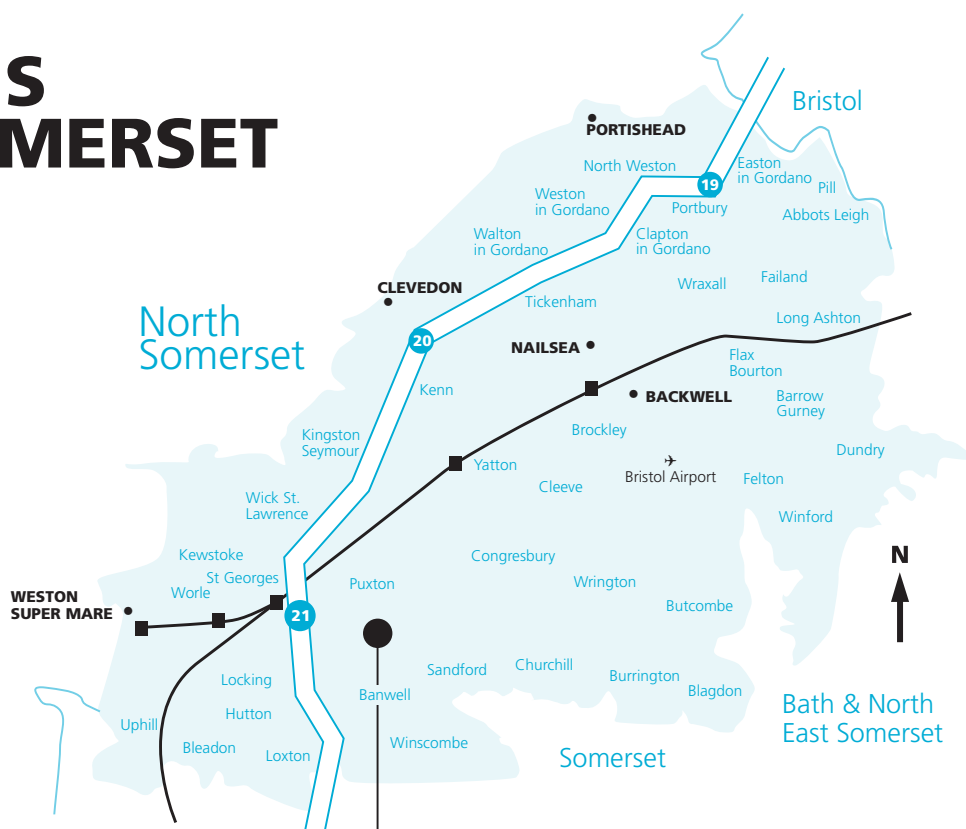 S
MERSET
Bristol
PORTISHEAD
North Weston
Easton
in Gordano
19
Pill
Weston
in Gordano
Portbury
Abbots Leigh
Walton
in Gordano
Clapton
in Gordano
Wraxall
Failand
CLEVEDON
Tickenham
North
Somerset
Long Ashton
20
NAILSEA
Flax
Bourton
Kenn
BACKWELL
Barrow
Gurney
Kingston
Seymour
Brockley
Dundry
Yatton
Bristol Airport
Cleeve
Felton
Wick St.
Lawrence
Winford
Kewstoke
Congresbury
N
St Georges
Puxton
Wrington
Worle
WESTON
SUPER MARE
21
Butcombe
Sandford
Churchill
Burrington
Locking
Banwell
Blagdon
Bath & North
East Somerset
Hutton
Uphill
Bleadon
Loxton
Winscombe
Somerset